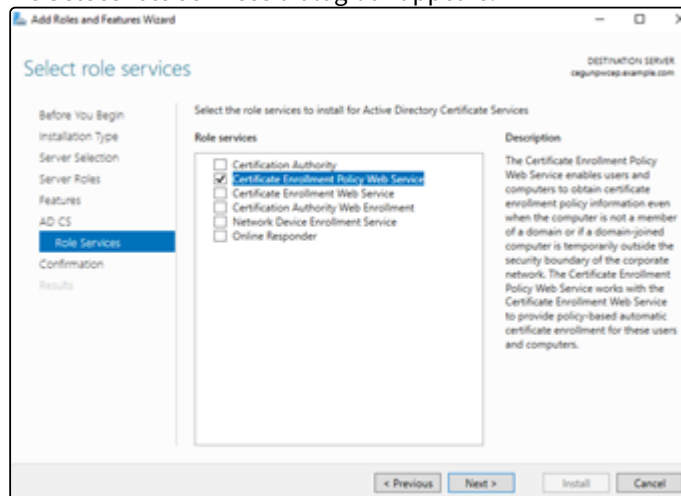 Add Roles and Features Wizard
Select role services
DESTINATION SERVER
cegunpwcep.example.com
Before You Begin
Installation Type
Server Selection
Server Roles
Features
AD CS
Role Services
Confirmation
Results
Select the role services to install for Active Directory Certificate Services
Role services
Certification Authority
Certificate Enrollment Policy Web Service
Certificate Enrollment Web Service
Certification Authority Web Enrollment
Network Device Enrollment Service
Online Responder
Description
The Certificate Enrollment Policy
Web Service enables users and
computers to obtain certificate
enrollment policy information even
when the computer is not a member
of a domain or if a domain-joined
computer is temporarily outside the
security boundary of the corporate
network. The Certificate Enrollment
Policy Web Service works with the
Certificate Enrollment Web Service
to provide policy-based automatic
certificate enrollment for these users
and computers.
< Previous
Next >
Install
Cancel